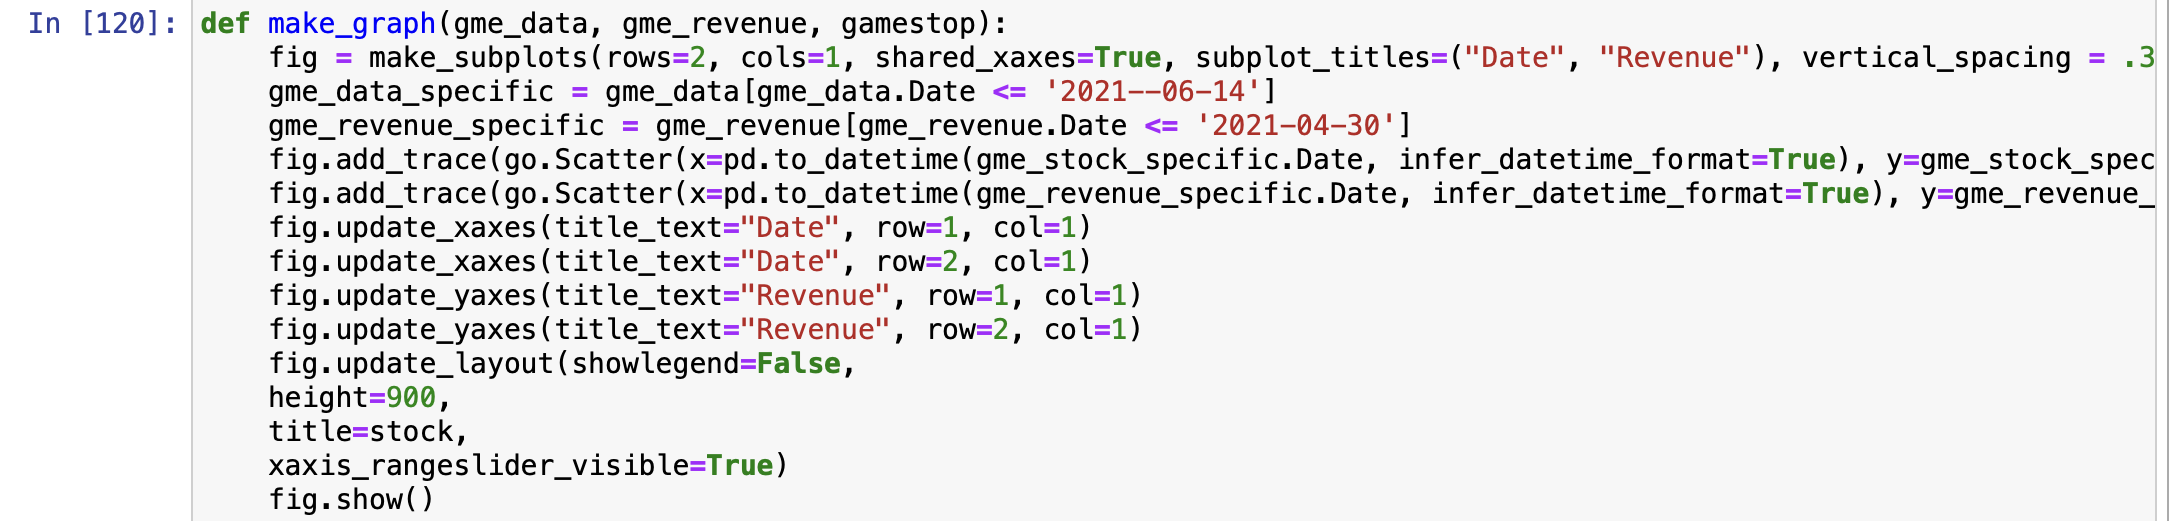 In [120]: def make_graph(gme_data, gme_revenue, gamestop):
    fig = make_subplots(rows=2, cols=1, shared_xaxes=True, subplot_titles=("Date", "Revenue"), vertical_spacing = .3
    gme_data_specific = gme_data[gme_data.Date <= '2021--06-14']
    gme_revenue_specific = gme_revenue[gme_revenue.Date <= '2021-04-30']
    fig.add_trace(go.Scatter(x=pd.to_datetime(gme_stock_specific.Date, infer_datetime_format=True), y=gme_stock_spec
    fig.add_trace(go.Scatter(x=pd.to_datetime(gme_revenue_specific.Date, infer_datetime_format=True), y=gme_revenue_
    fig.update_xaxes(title_text="Date", row=1, col=1)
    fig.update_xaxes(title_text="Date", row=2, col=1)
    fig.update_yaxes(title_text="Revenue", row=1, col=1)
    fig.update_yaxes(title_text="Revenue", row=2, col=1)
    fig.update_layout(showlegend=False,
    height=900,
    title=stock,
    xaxis_rangeslider_visible=True)
    fig.show()